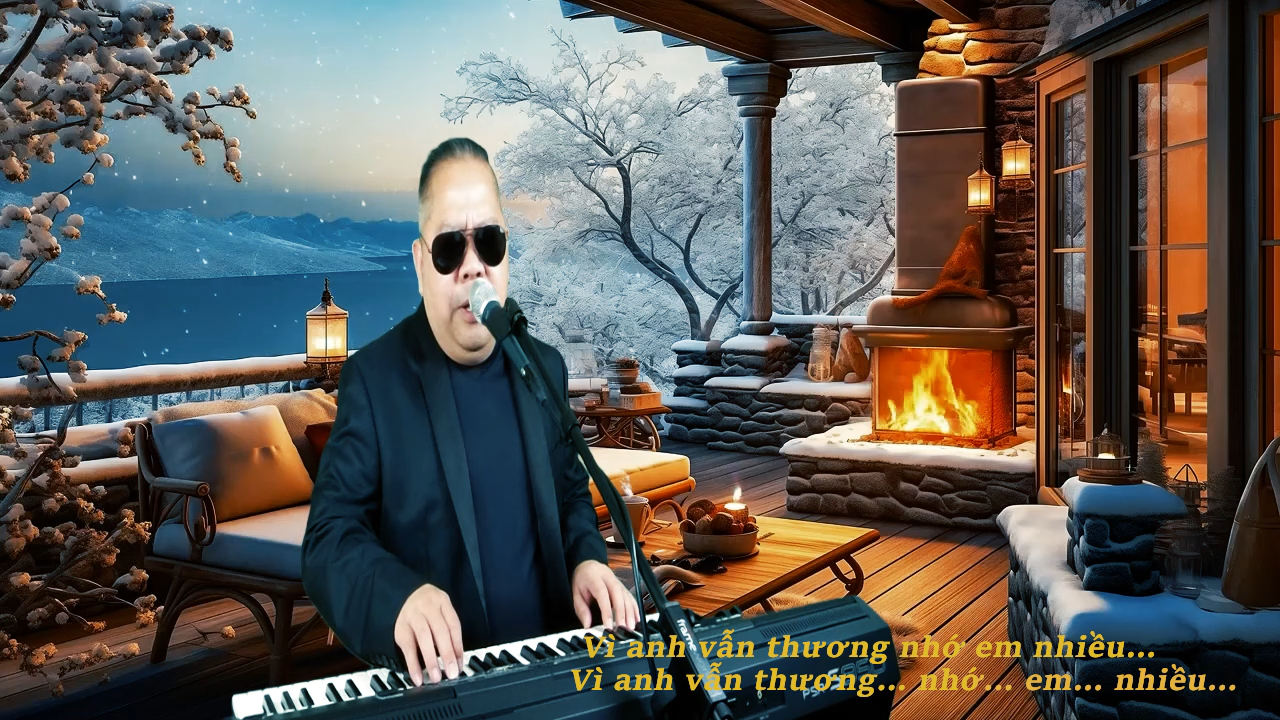 Vì anh vẫn thương nhớ em nhiều...
Vì anh vẫn thương... nhớ... em... nhiều...